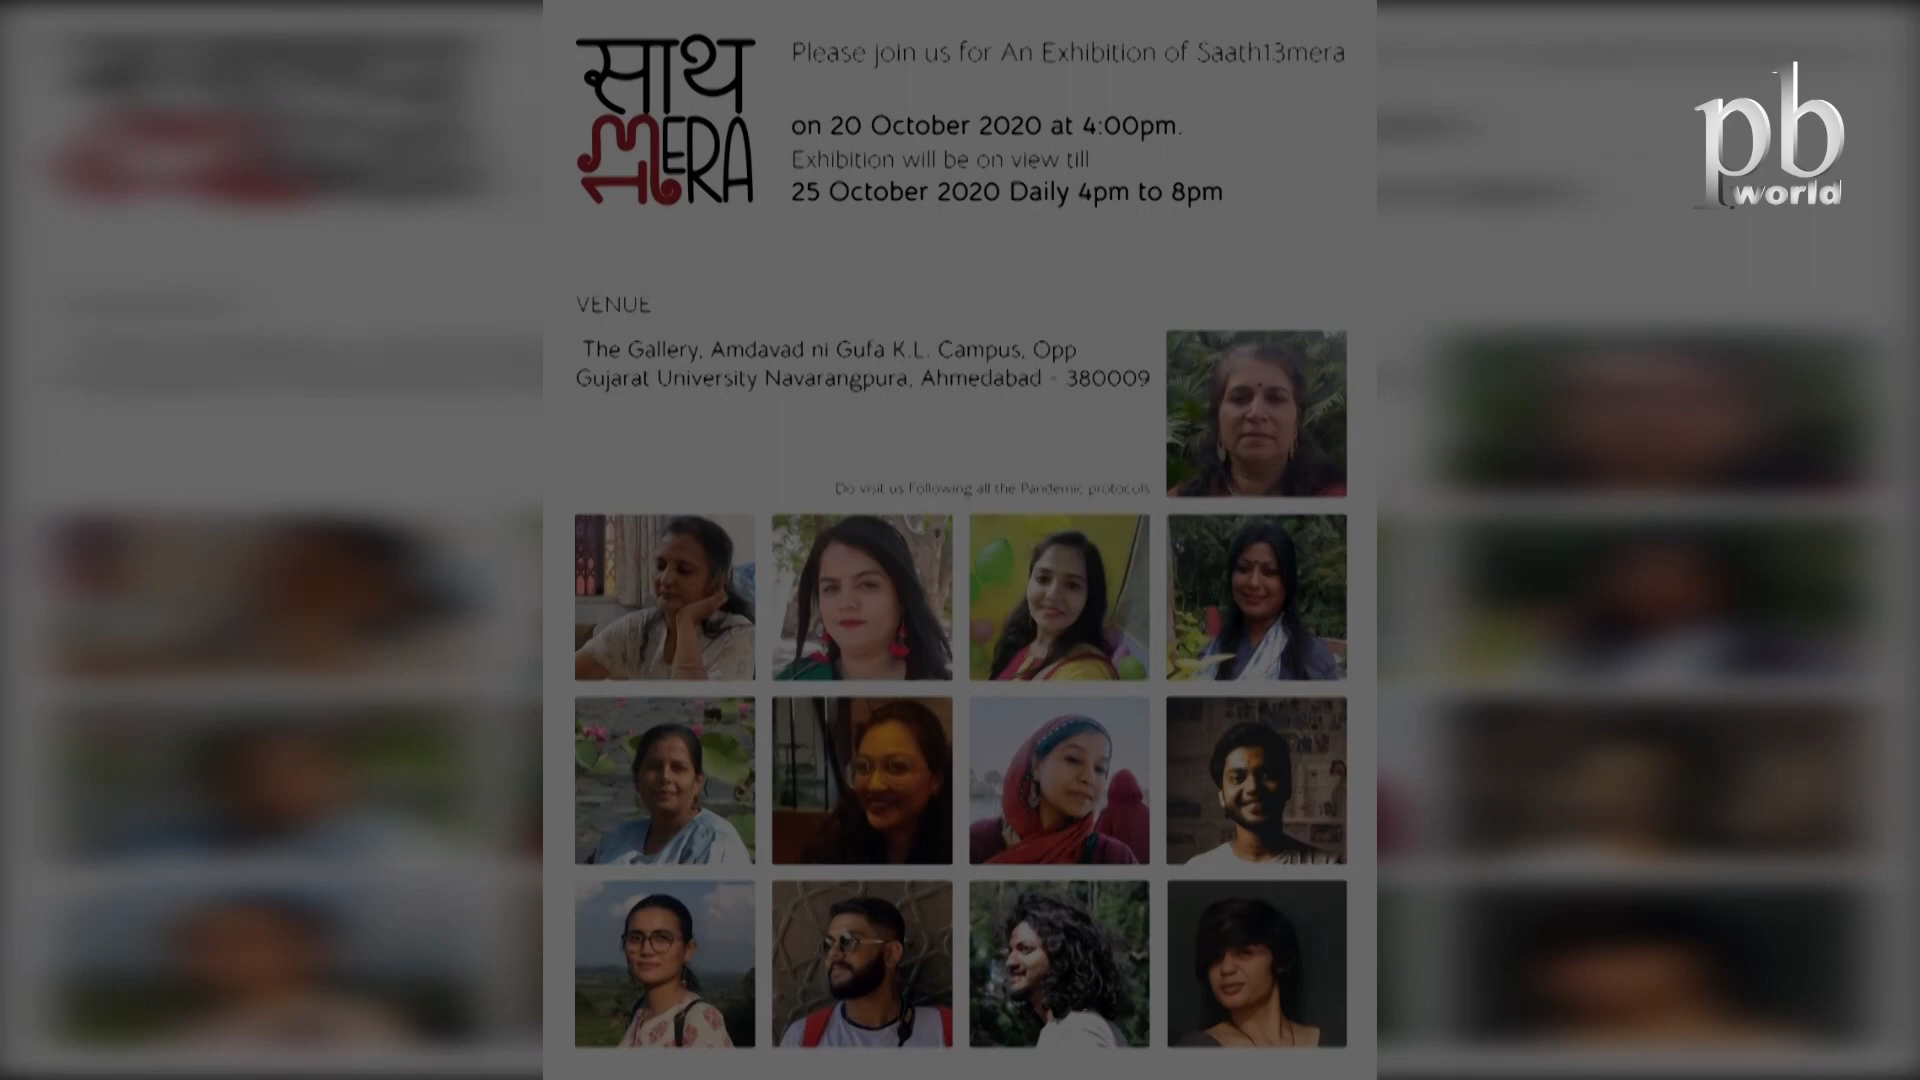 साथ
13MERA
Please join us for An Exhibition of Saath13mera
on 20 October 2020 at 4:00pm.
Exhibition will be on view till
25 October 2020 Daily 4pm to 8pm
pb
world
VENUE
The Gallery, Amdavad ni Gufa K.L. Campus, Opp
Gujarat University Navarangpura, Ahmedabad - 380009
Do visit us Following all the Pandemic protocols